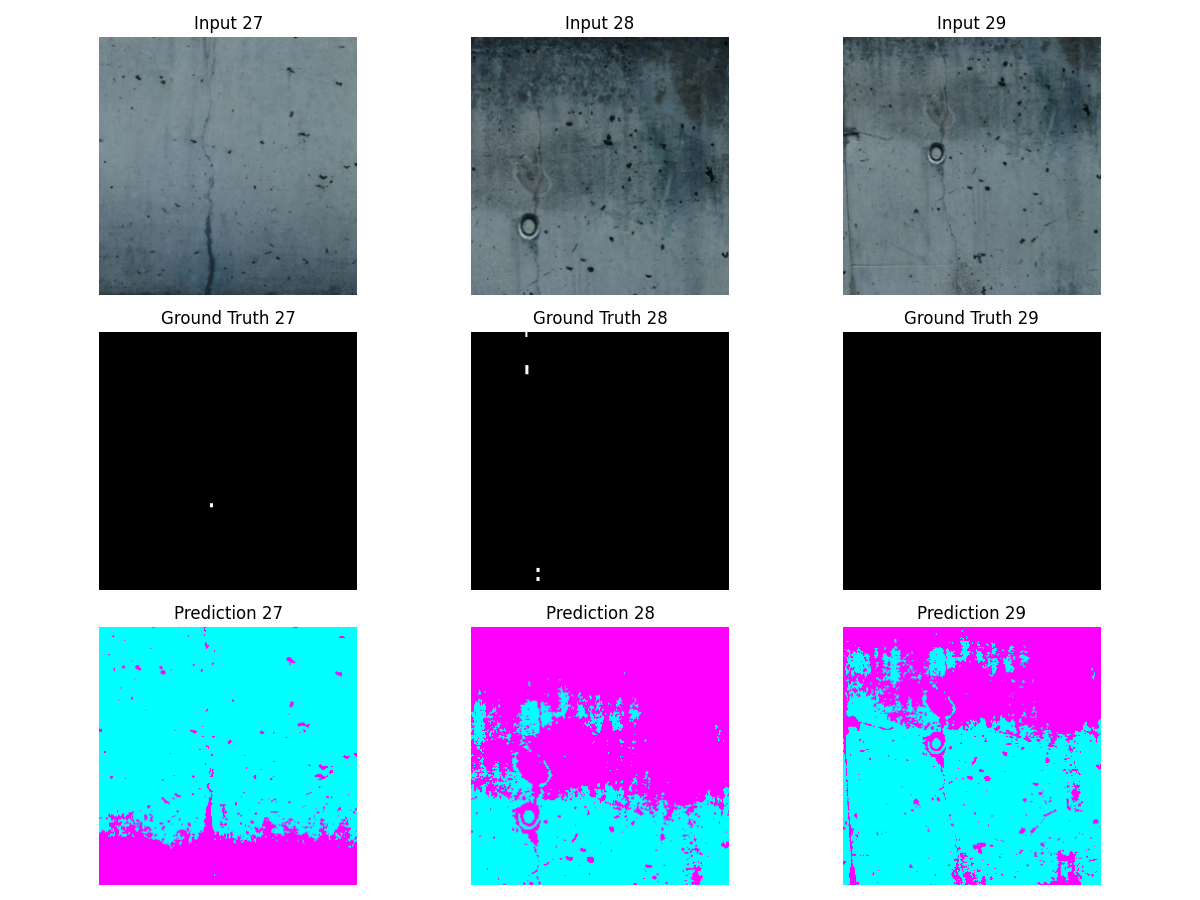 Input 27
Input 28
Input 29
Ground Truth 27
Ground Truth 28
Ground Truth 29
Prediction 27
Prediction 28
Prediction 29